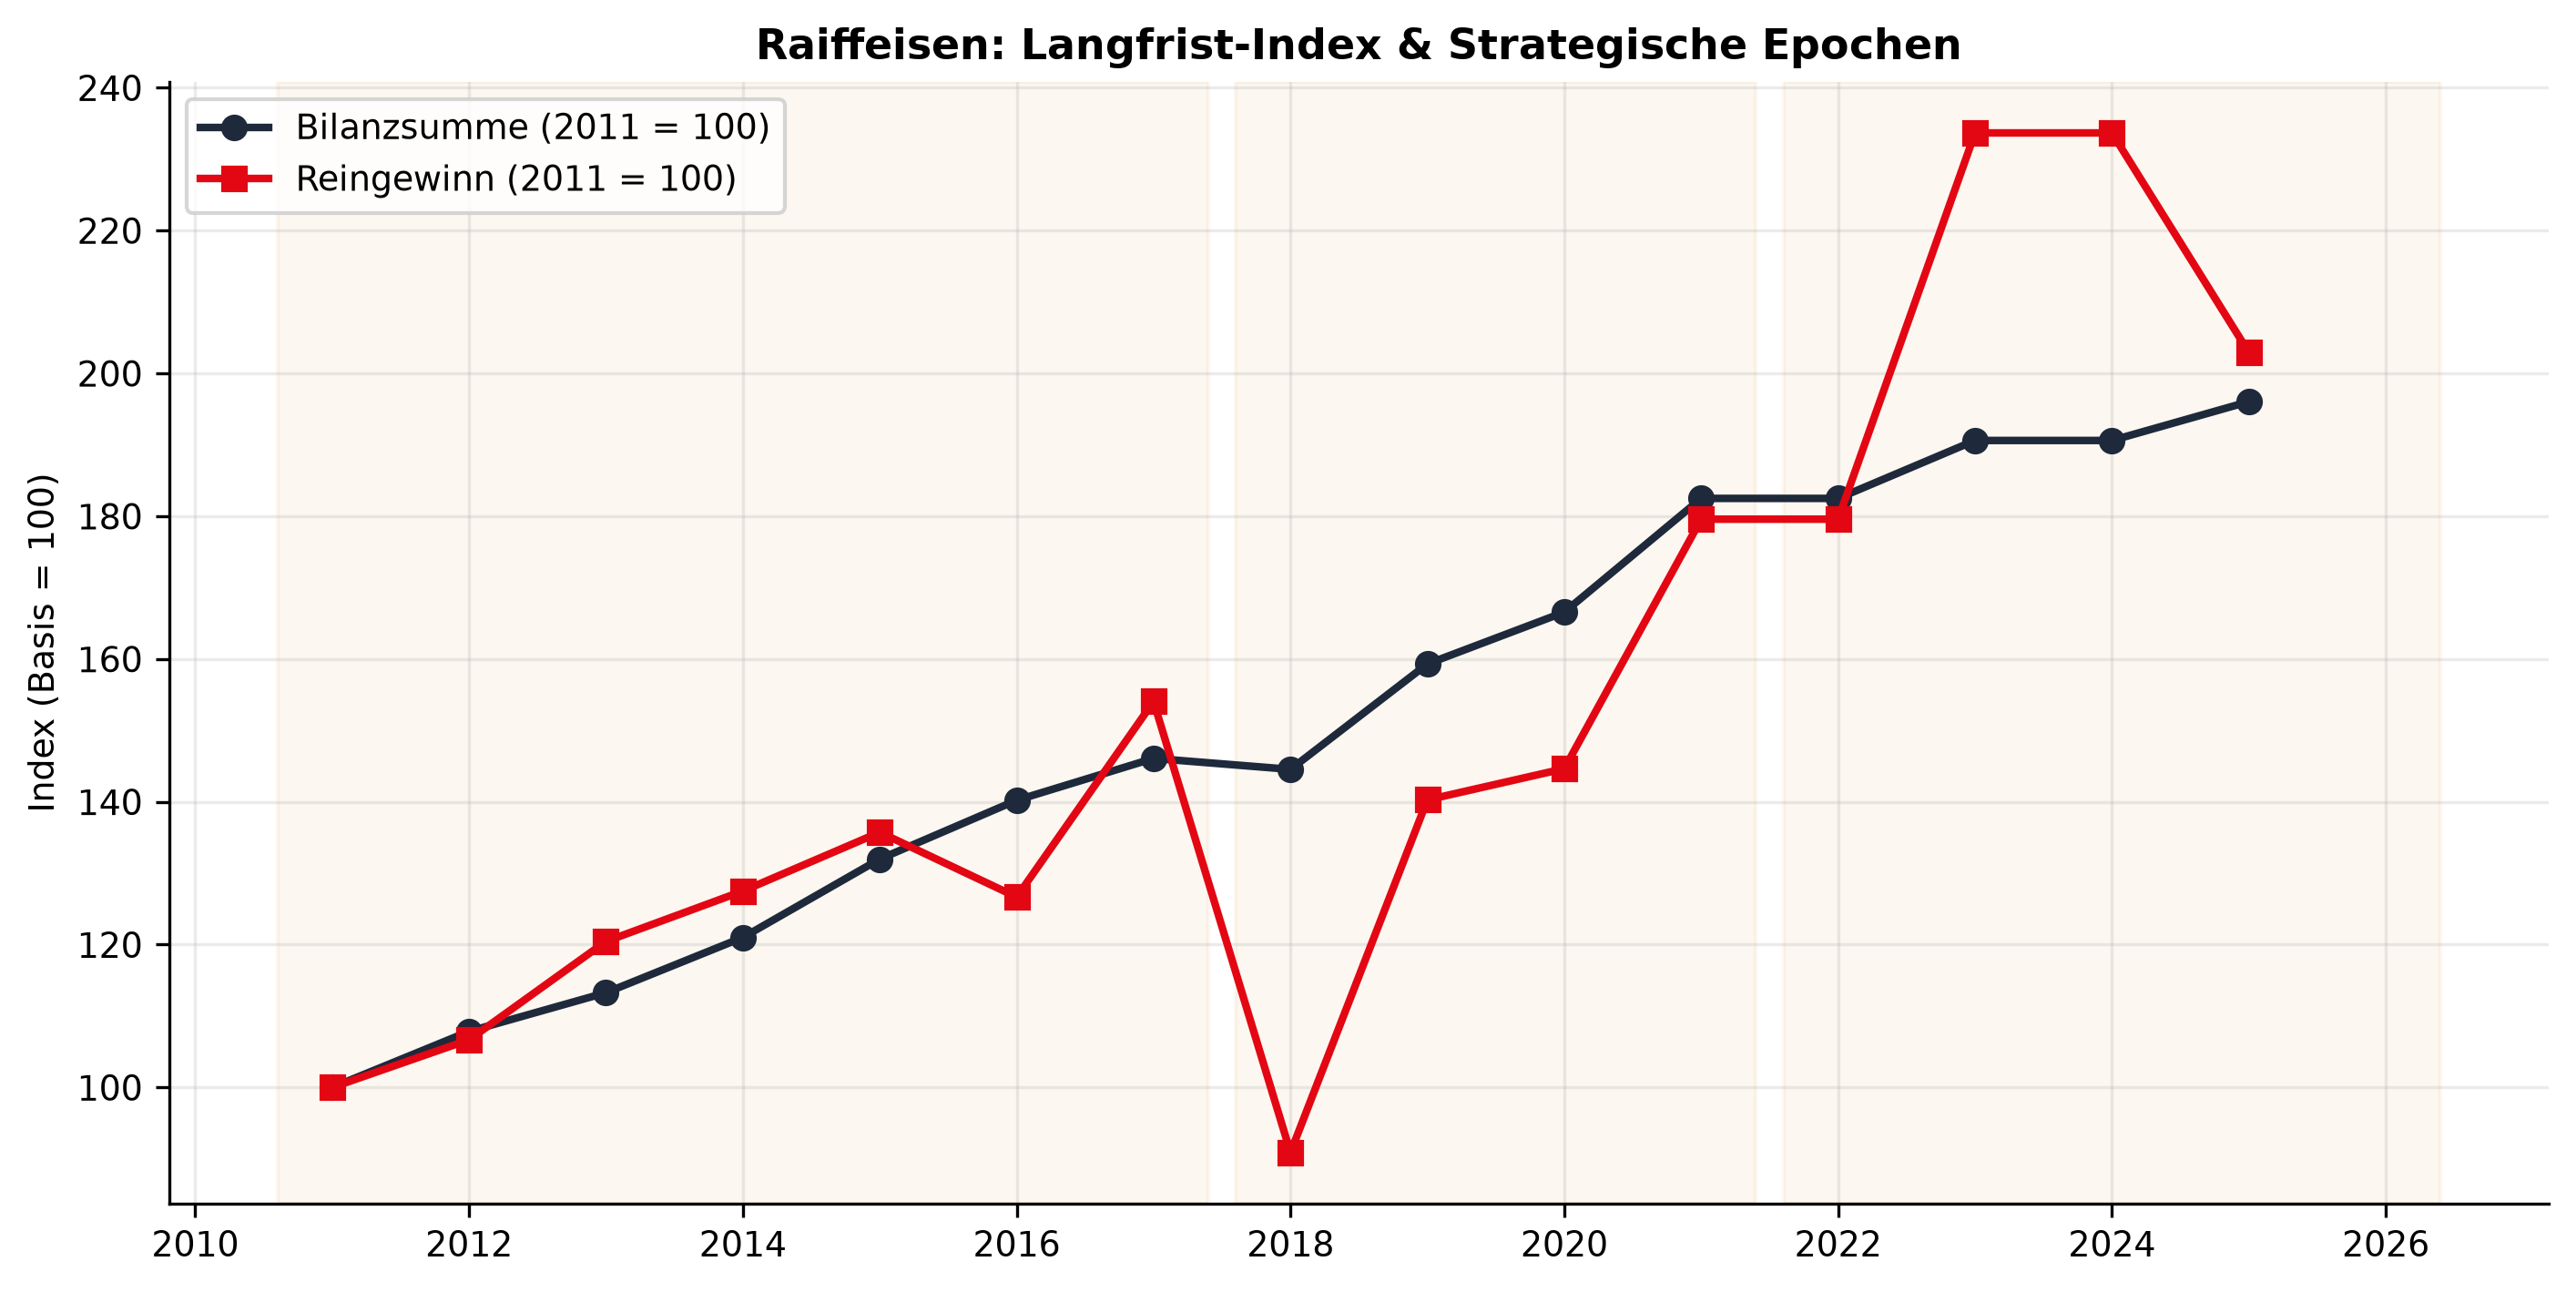 Raiffeisen: Langfrist-Index & Strategische Epochen
Bilanzsumme (2011 = 100)
Reingewinn (2011 = 100)
Index (Basis = 100)
240
220
200
180
160
140
120
100
2010 2012 2014 2016 2018 2020 2022 2024 2026